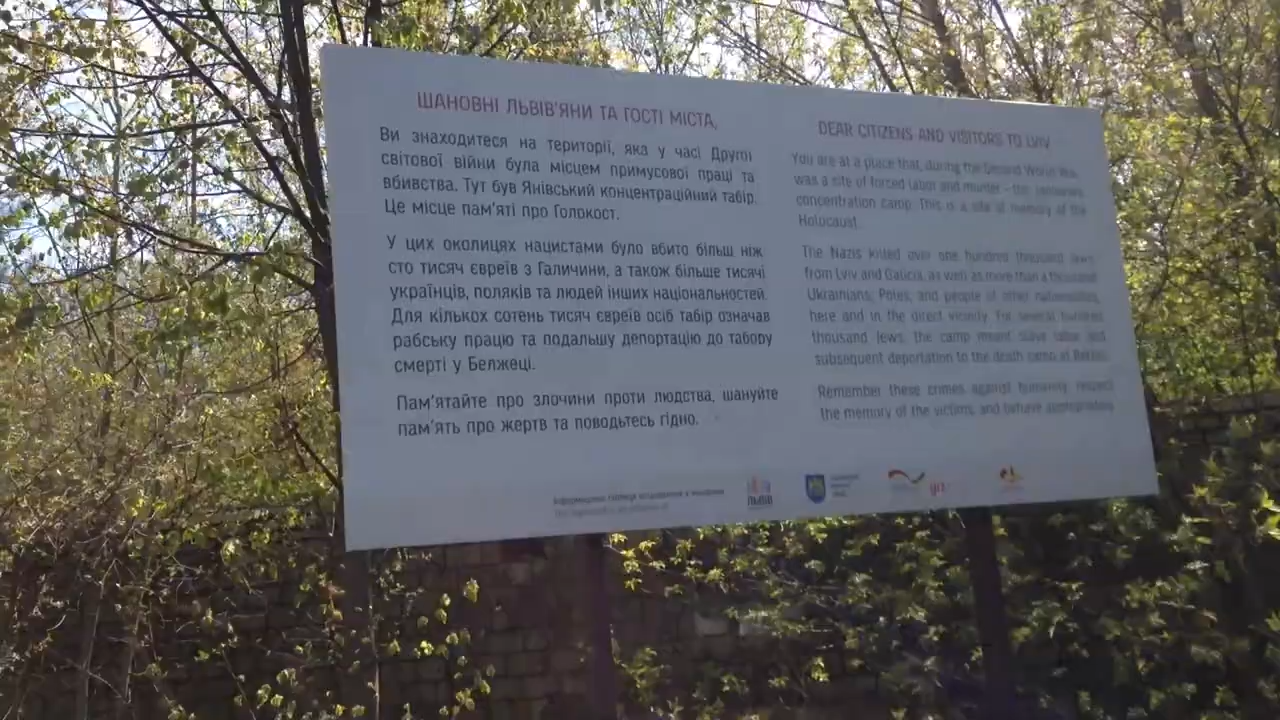 ШАНОВНІ ЛЬВІВ'ЯНИ ТА ГОСТІ МІСТА,
Ви знаходитеся на території, яка у часі Другої
світової війни була місцем примусової праці та
вбивства. Тут був Янівський концентраційний табір.
Це місце пам'яті про Голокост.
У цих околицях нацистами було вбито більш ніж
сто тисяч євреїв з Галичини, а також більше тисячі
українців, поляків та людей інших національностей.
Для кількох сотень тисяч євреїв осіб табір означав
рабську працю та подальшу депортацію до табору
смерті у Белжеці.
Пам'ятайте про злочини проти людства, шануйте
пам'ять про жертв та поводьтесь гідно.
DEAR CITIZENS AND VISITORS TO LVIV
You are at a place that, during the Second World War,
was a site of forced labor and murder – the
concentration camp. This is a site of memory of the
Holocaust.
The Nazis killed over one hundred thousand Jews
from Lviv and Galicia, as well as more than a thousand
Ukrainians, Poles, and people of other nationalities,
here and in the direct vicinity. For several hundred
thousand Jews, the camp meant slave labor and
subsequent deportation to the death camp at
Remember these crimes against humanity, respect
the memory of the victims, and behave appropriately
ЛЬВІВ